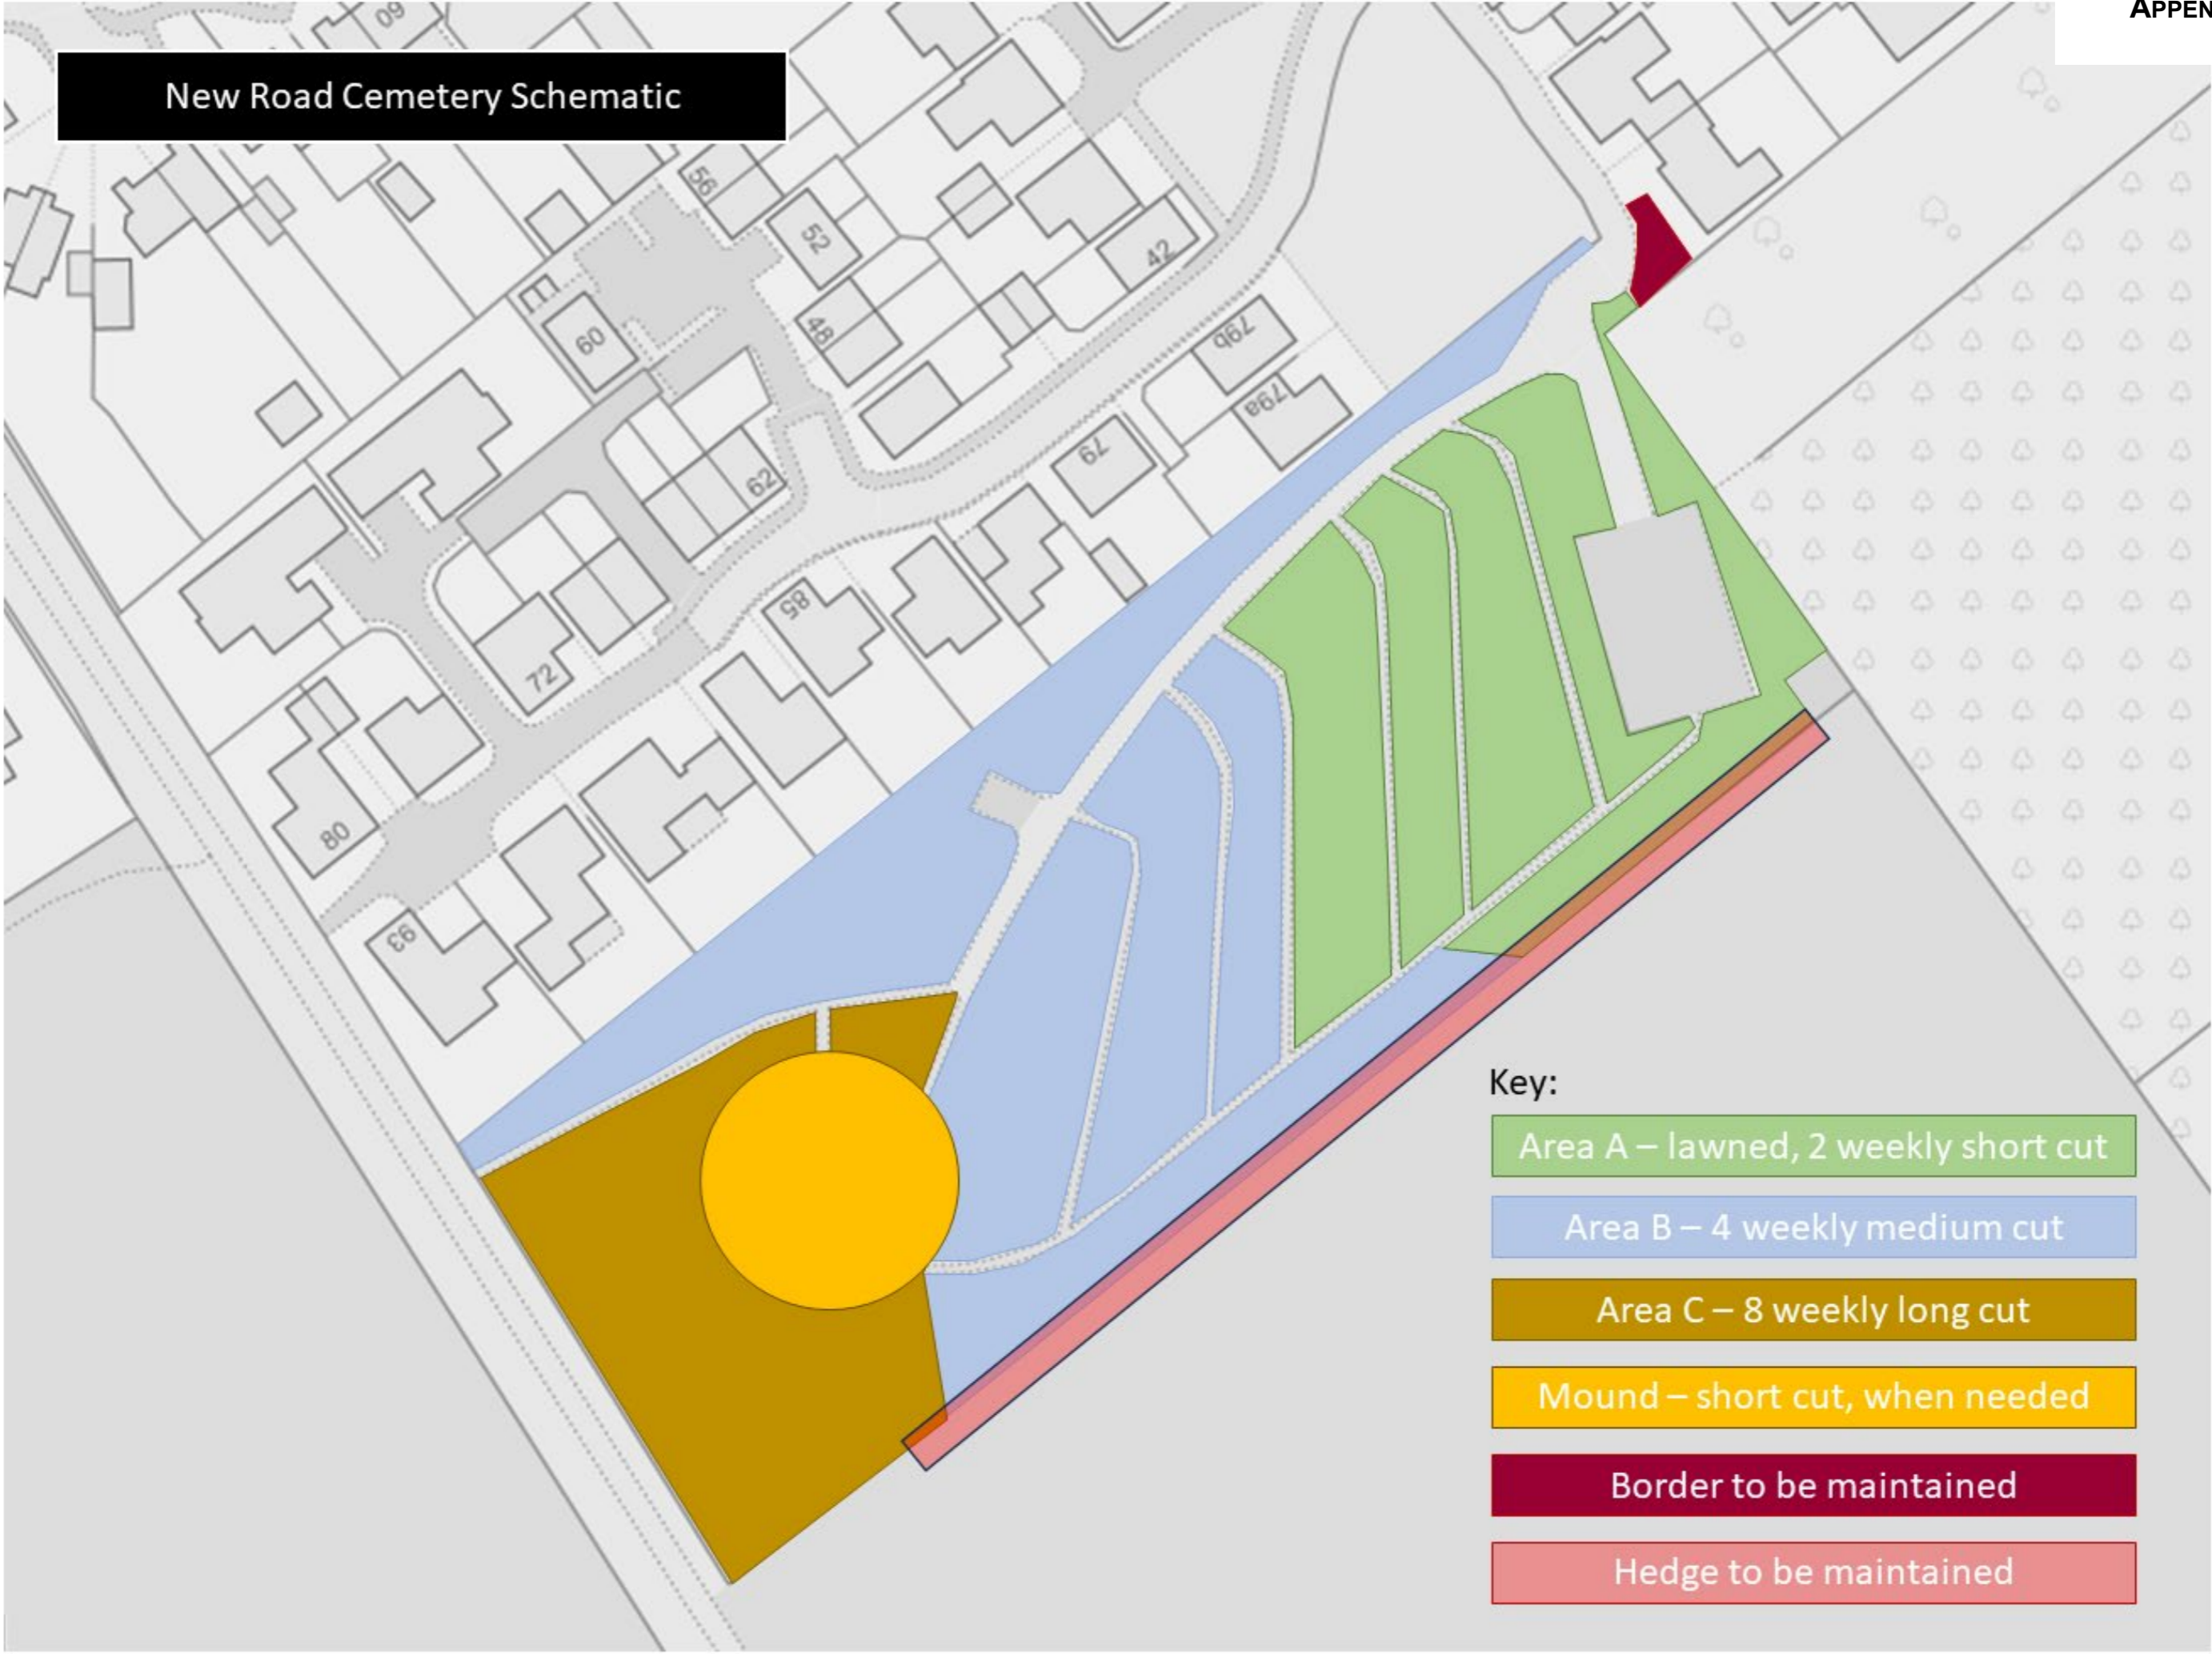 APPEN
New Road Cemetery Schematic
60
56
52
42
48
60
79b
79a
79
62
85
72
80
93
Key:
Area A – lawned, 2 weekly short cut
Area B – 4 weekly medium cut
Area C – 8 weekly long cut
Mound – short cut, when needed
Border to be maintained
Hedge to be maintained